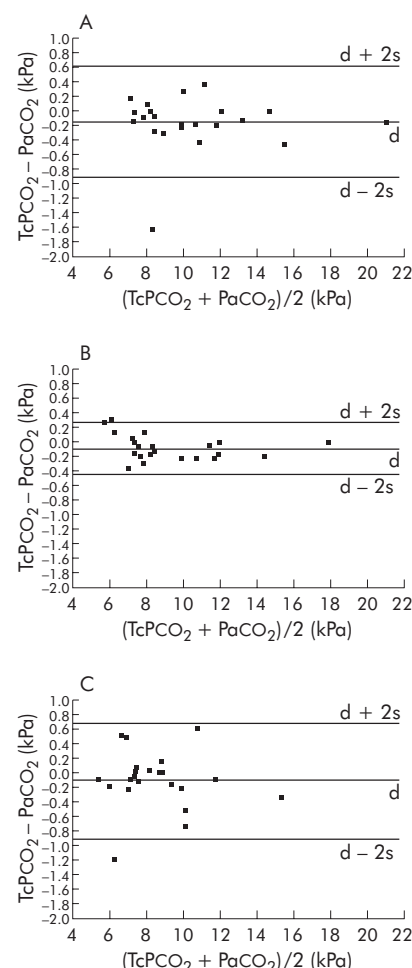 A
1.0
0.8
0.6
0.4
0.2
0.0
–0.2
–0.4
–0.6
–0.8
–1.0
–1.2
–1.4
–1.6
–1.8
–2.0
TcPCO₂ – PaCO₂ (kPa)
d + 2s
d
d – 2s
4 6 8 10 12 14 16 18 20 22
(TcPCO₂ + PaCO₂)/2 (kPa)
B
1.0
0.8
0.6
0.4
0.2
0.0
–0.2
–0.4
–0.6
–0.8
–1.0
–1.2
–1.4
–1.6
–1.8
–2.0
TcPCO₂ – PaCO₂ (kPa)
d + 2s
d
d – 2s
4 6 8 10 12 14 16 18 20 22
(TcPCO₂ + PaCO₂)/2 (kPa)
C
1.0
0.8
0.6
0.4
0.2
0.0
–0.2
–0.4
–0.6
–0.8
–1.0
–1.2
–1.4
–1.6
–1.8
–2.0
TcPCO₂ – PaCO₂ (kPa)
d + 2s
d
d – 2s
4 6 8 10 12 14 16 18 20 22
(TcPCO₂ + PaCO₂)/2 (kPa)